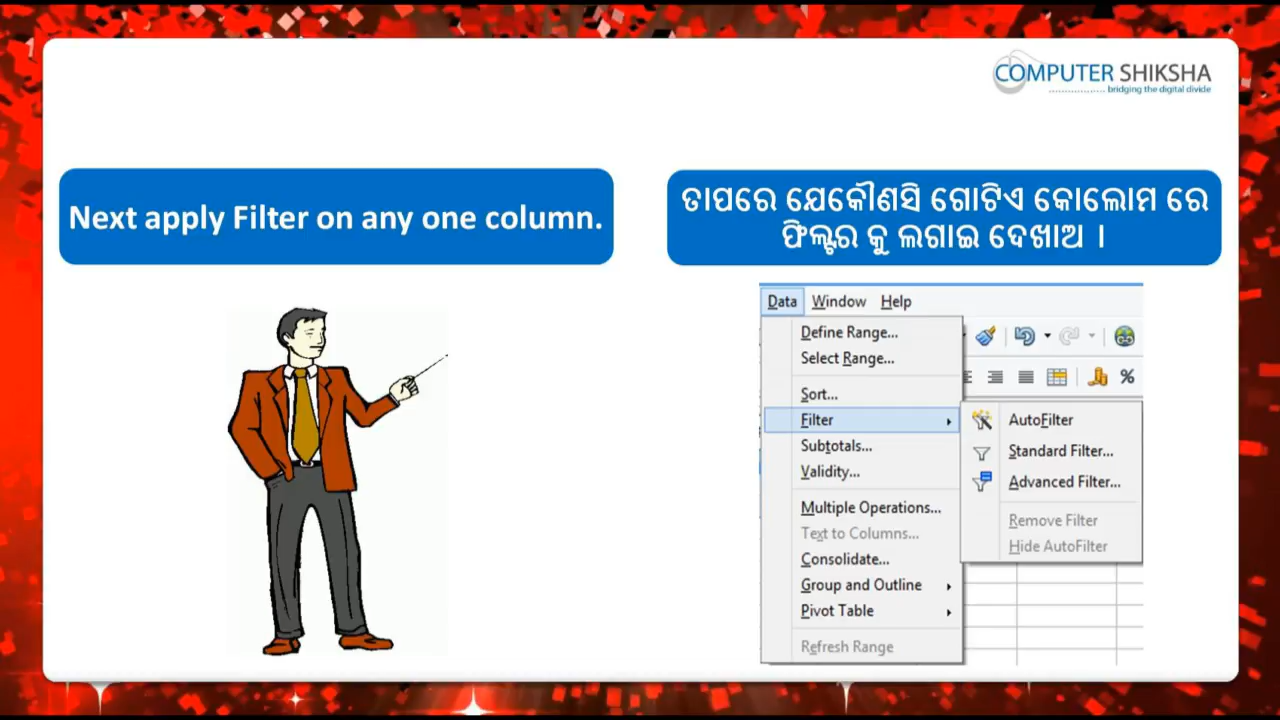 COMPUTER SHIKSHA
bridging the digital divide
Next apply Filter on any one column.
ତାପରେ ଯେକୌଣସି ଗୋଟିଏ କୋଲୋମ ରେ
ଫିଲ୍ଟର କୁ ଲଗାଇ ଦେଖାଅ ।
Data Window Help
Define Range...
Select Range...
Sort...
Filter
Subtotals...
Validity...
Multiple Operations...
Text to Columns...
Consolidate...
Group and Outline
Pivot Table
Refresh Range
%
AutoFilter
Standard Filter...
Advanced Filter...
Remove Filter
Hide AutoFilter